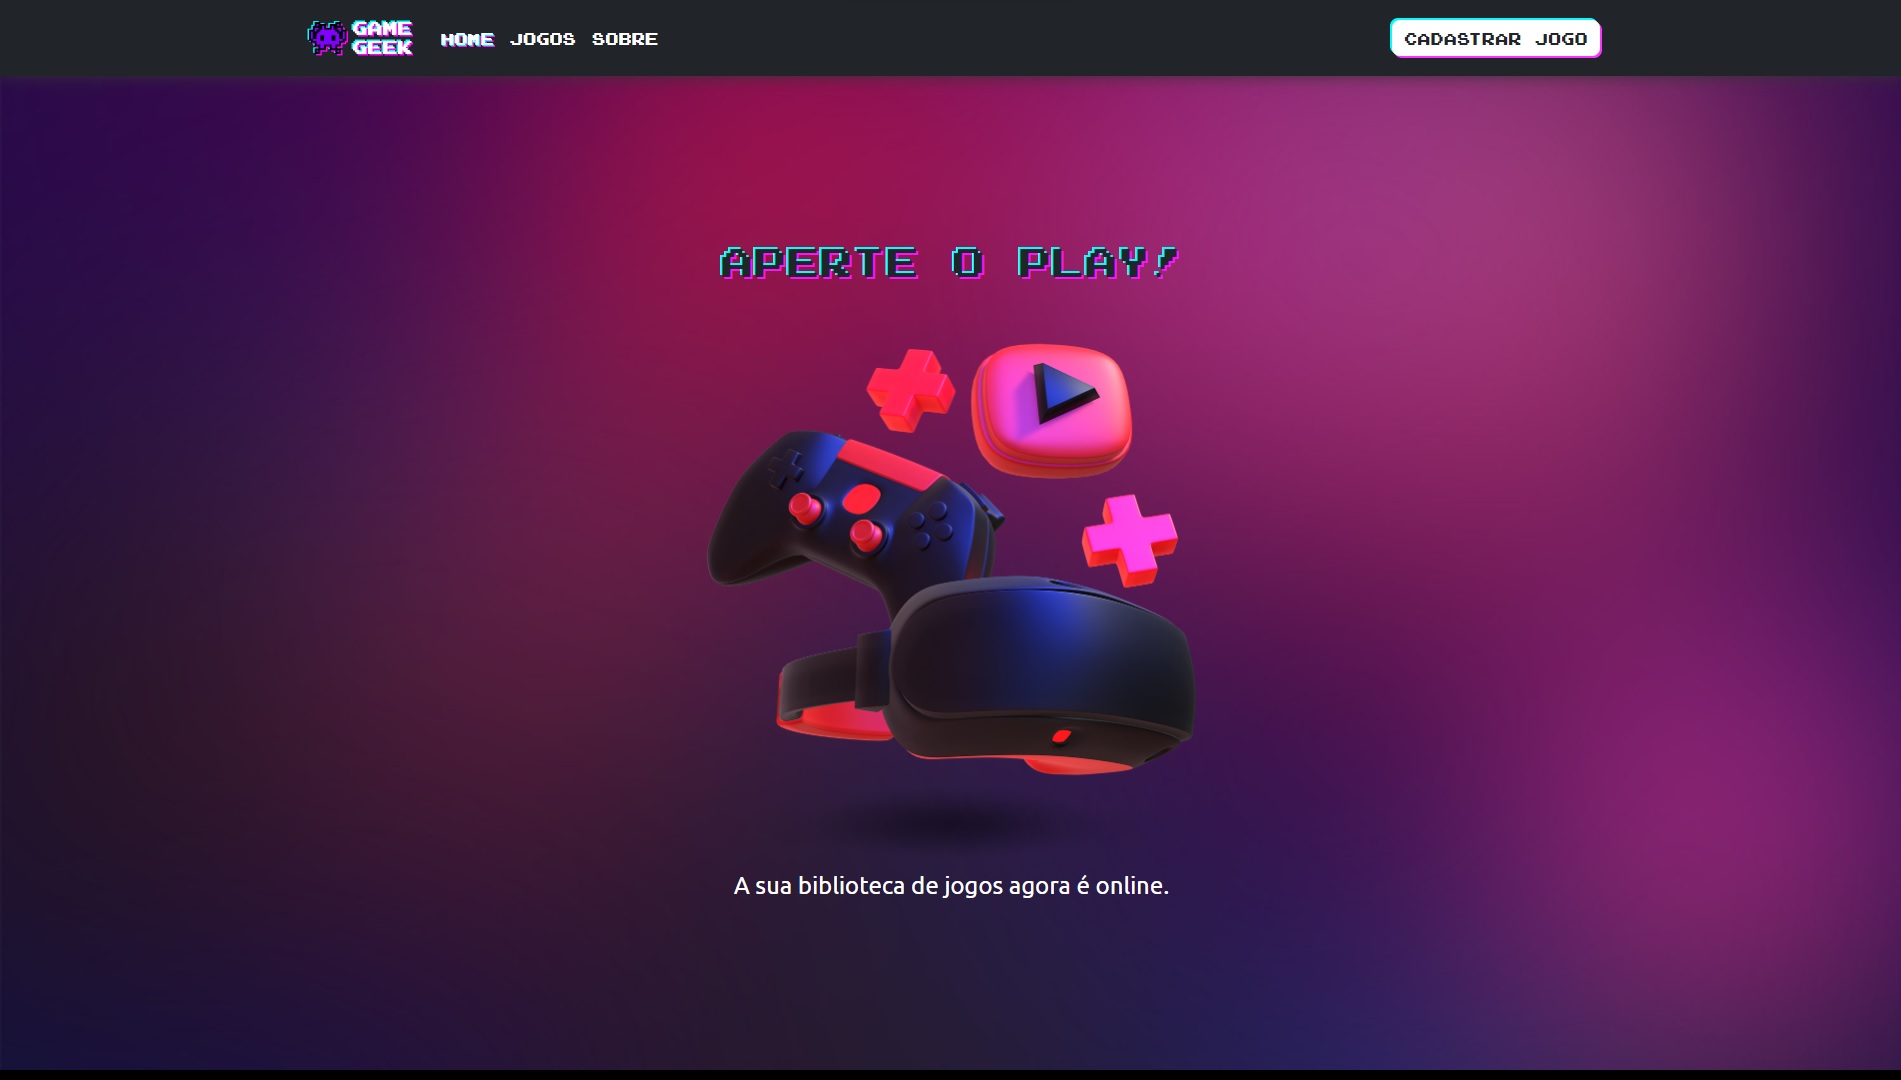 GAME
GEEK
HOME JOGOS SOBRE
CADASTRAR JOGO
APERTE O PLAY!
A sua biblioteca de jogos agora é online.